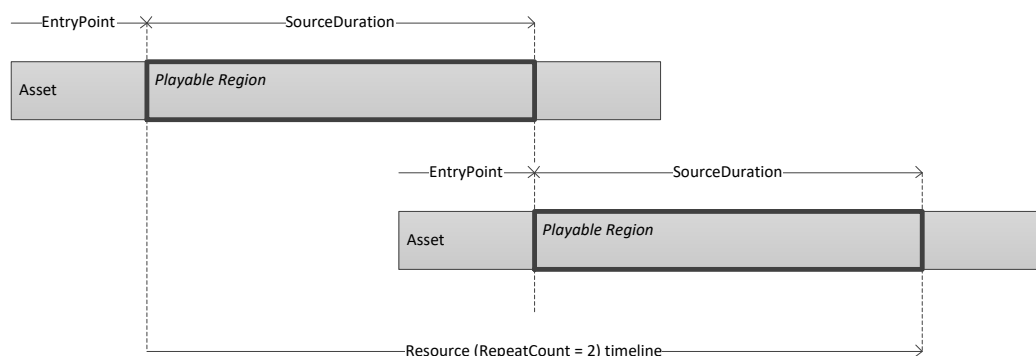 EntryPoint SourceDuration
Playable Region
Asset
EntryPoint SourceDuration
Playable Region
Asset
Resource (RepeatCount = 2) timeline